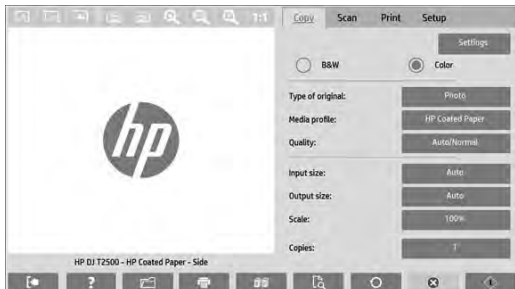 1:1
Copy Scan Print Setup
Settings
B&W Color
Type of original: Photo
Media profile: HP Coated Paper
Quality: Auto/Normal
Input size: Auto
Output size: Auto
Scale: 100%
Copies: 1
hp
HP DJ T2500 - HP Coated Paper - Side
?